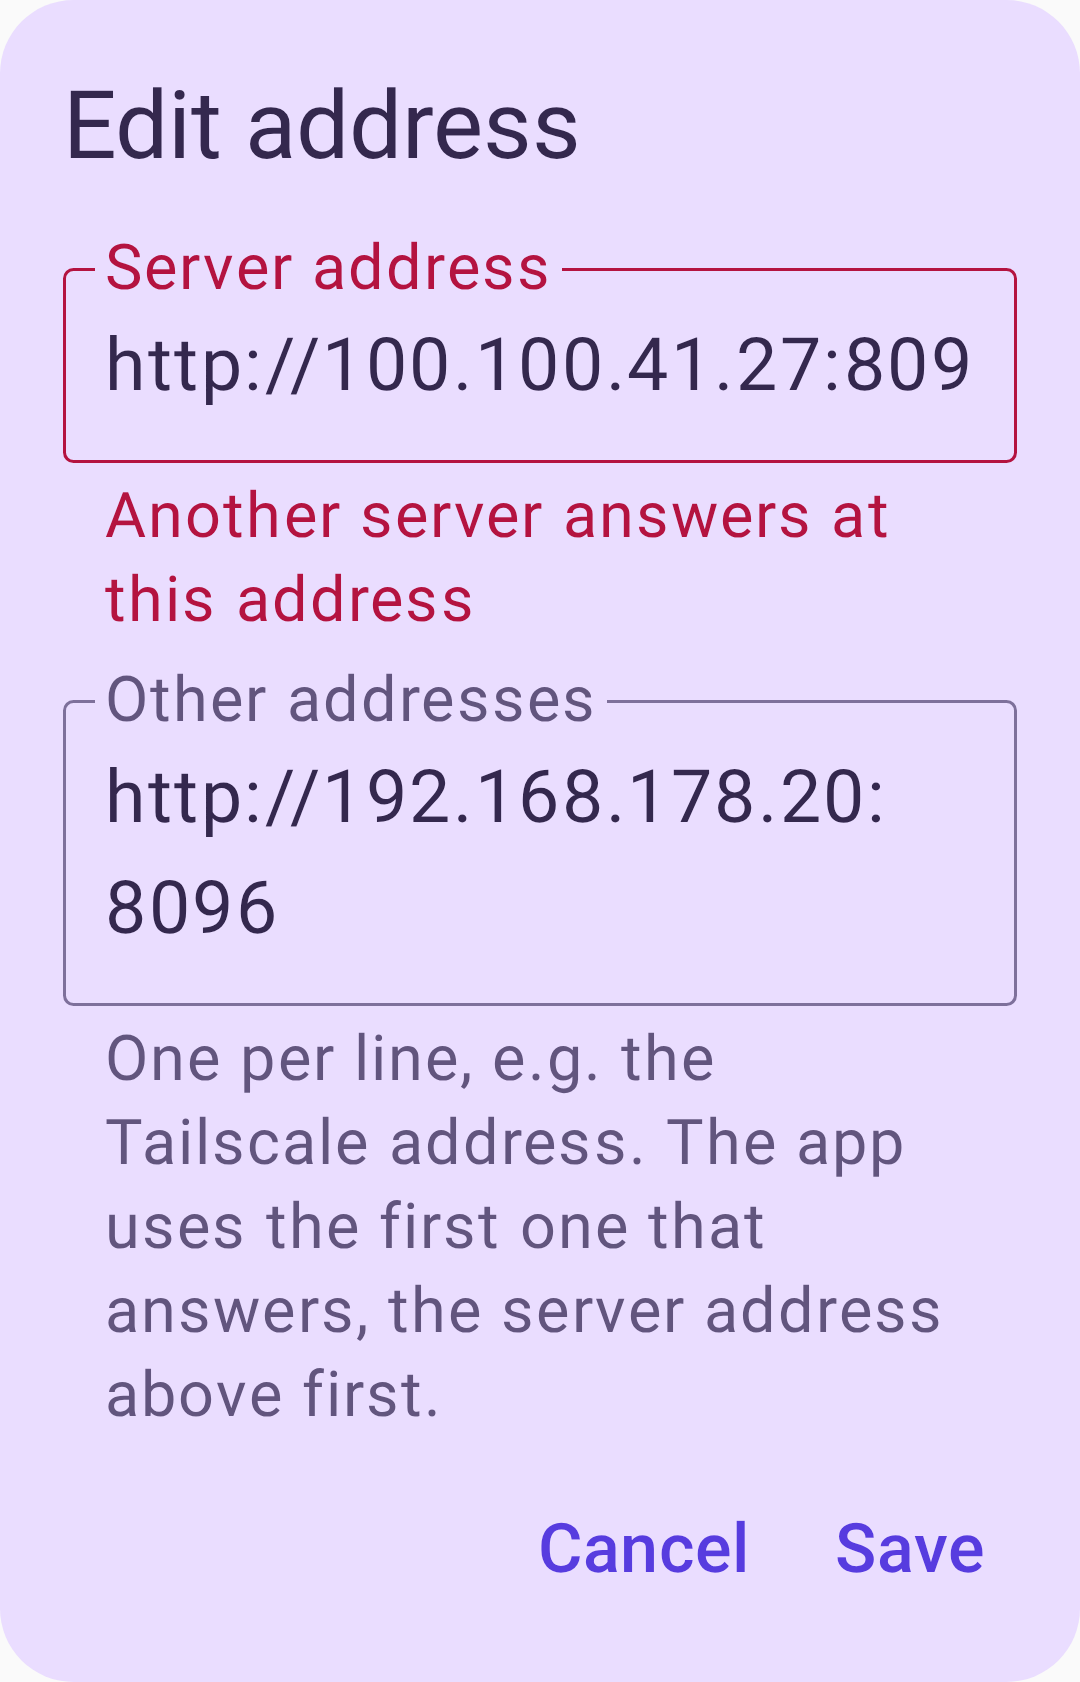 Edit address
Server address
http://100.100.41.27:809
Another server answers at
this address
Other addresses
http://192.168.178.20:
8096
One per line, e.g. the
Tailscale address. The app
uses the first one that
answers, the server address
above first.
Cancel Save